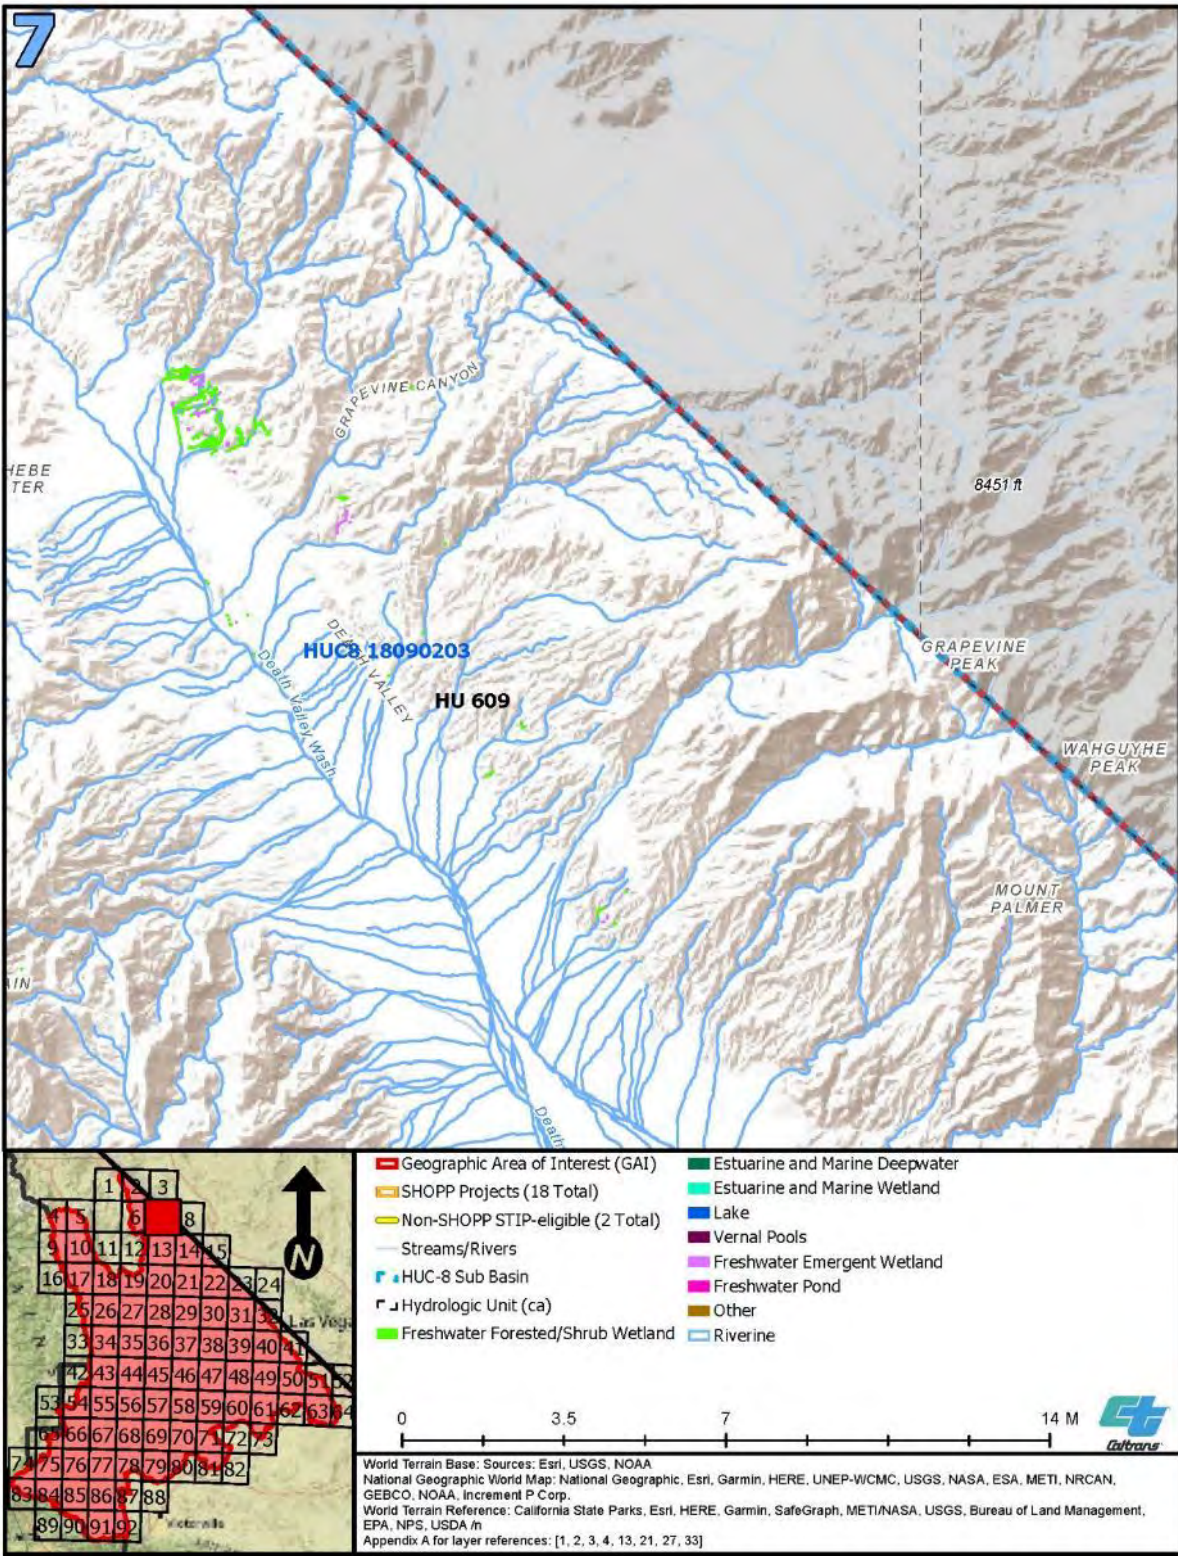 7
GRAPEVINE CANYON
HEBE
TER
8451 ft
DEATH VALLEY
HUC8 18090203
GRAPEVINE
PEAK
Death Valley Wash
HU 609
WAHGUYHE
PEAK
MOUNT
PALMER
AIN
Death
1 2 3
4 5 6 8
9 10 11 12 13 14 15
16 17 18 19 20 21 22 23 24
25 26 27 28 29 30 31 32
Las Vega
33 34 35 36 37 38 39 40 41
42 43 44 45 46 47 48 49 50 51 52
53 54 55 56 57 58 59 60 61 62 63 64
65 66 67 68 69 70 71 72 73
74 75 76 77 78 79 80 81 82
83 84 85 86 87 88
89 90 91 92
Victorville
N
Geographic Area of Interest (GAI)
SHOPP Projects (18 Total)
Non-SHOPP STIP-eligible (2 Total)
Streams/Rivers
HUC-8 Sub Basin
Hydrologic Unit (ca)
Freshwater Forested/Shrub Wetland
Estuarine and Marine Deepwater
Estuarine and Marine Wetland
Lake
Vernal Pools
Freshwater Emergent Wetland
Freshwater Pond
Other
Riverine
0 3.5 7 14 M
Caltrans
World Terrain Base: Sources: Esri, USGS, NOAA
National Geographic World Map: National Geographic, Esri, Garmin, HERE, UNEP-WCMC, USGS, NASA, ESA, METI, NRCAN,
GEBCO, NOAA, increment P Corp.
World Terrain Reference: California State Parks, Esri, HERE, Garmin, SafeGraph, METI/NASA, USGS, Bureau of Land Management,
EPA, NPS, USDA /n
Appendix A for layer references: [1, 2, 3, 4, 13, 21, 27, 33]